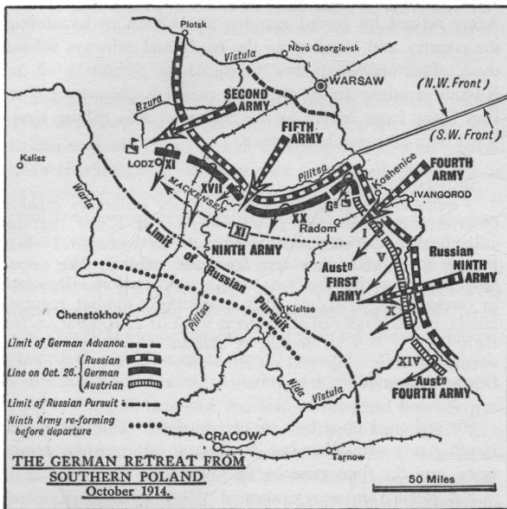 Plotsk
Vistula
Novo Georgievsk
WARSAW
(N.W. Front)
(S.W. Front)
Bzura
SECOND
ARMY
FIFTH
ARMY
Kalisz
LODZ
XI
XVII
MACKENSEN
Pilitsa
Koshenice
FOURTH
ARMY
IVANGOROD
Warta
XX
Radom
XI
NINTH ARMY
I
Limit of Russian Pursuit
Aust⁰
FIRST
ARMY
V
X
Russian
NINTH
ARMY
Chenstokhov
Pilitsa
Kieltse
XIV
Aust⁰
FOURTH ARMY
Nida
Vistula
Limit of German Advance
Line on Oct. 26.
Russian
German
Austrian
Limit of Russian Pursuit
Ninth Army re-forming
before departure
CRACOW
Tarnow
THE GERMAN RETREAT FROM
SOUTHERN POLAND
October 1914.
50 Miles